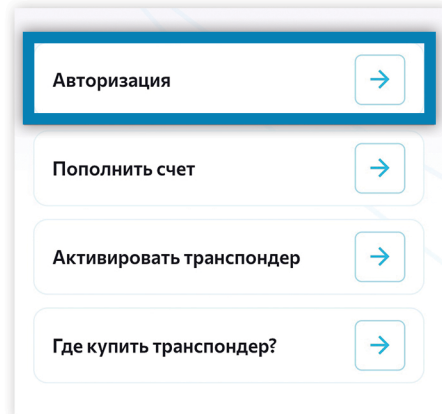 Авторизация
Пополнить счет
Активировать транспондер
Где купить транспондер?